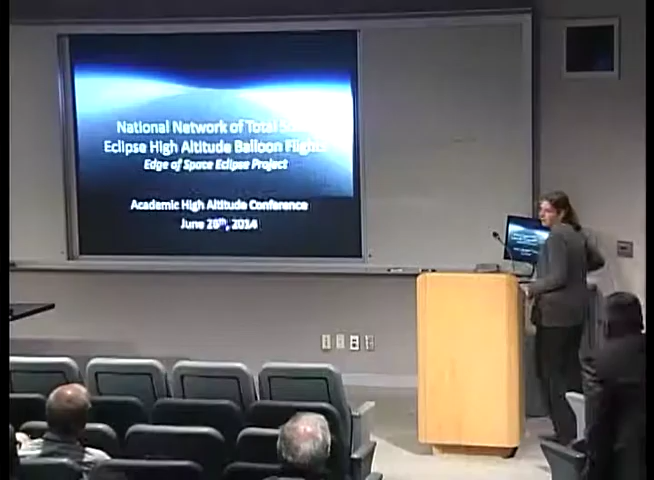 National Network of Total
Eclipse High Altitude Balloon Flights
Edge of Space Eclipse Project
Academic High Altitude Conference
June 26th, 2014